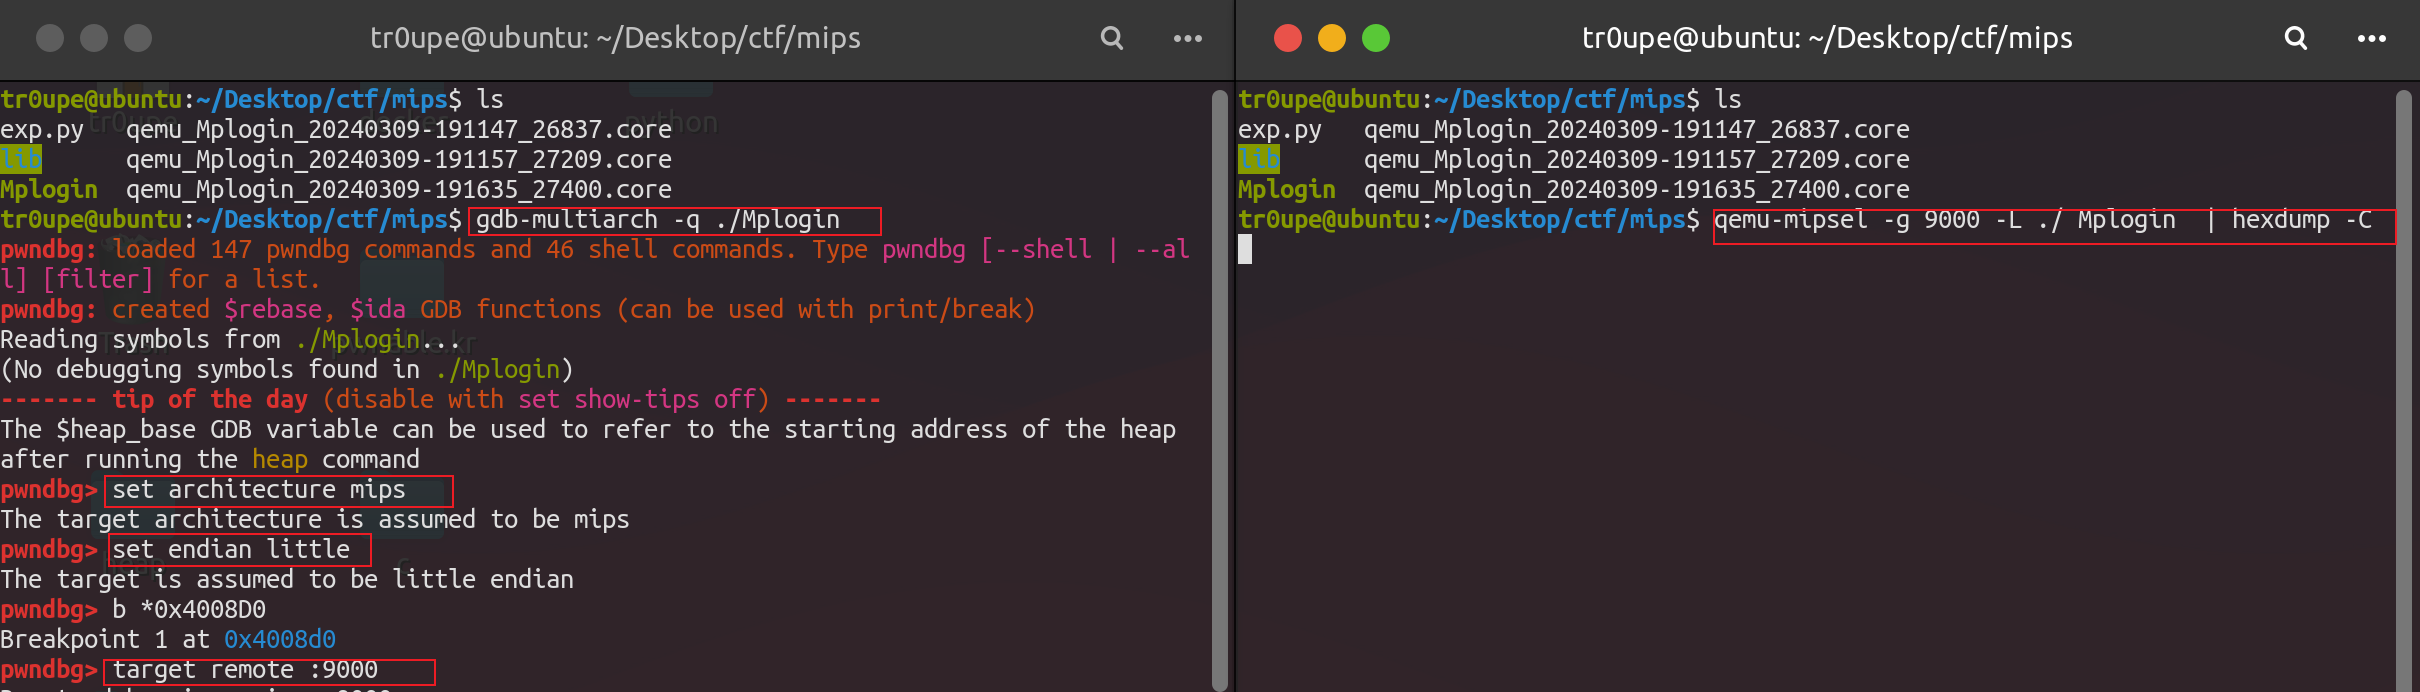 tr0upe@ubuntu: ~/Desktop/ctf/mips
tr0upe@ubuntu:~/Desktop/ctf/mips$ ls
exp.py   qemu_Mplogin_20240309-191147_26837.core
lib      qemu_Mplogin_20240309-191157_27209.core
Mplogin  qemu_Mplogin_20240309-191635_27400.core
tr0upe@ubuntu:~/Desktop/ctf/mips$ gdb-multiarch -q ./Mplogin
pwndbg: loaded 147 pwndbg commands and 46 shell commands. Type pwndbg [--shell | --al
l] [filter] for a list.
pwndbg: created $rebase, $ida GDB functions (can be used with print/break)
Reading symbols from ./Mplogin...
(No debugging symbols found in ./Mplogin)
------- tip of the day (disable with set show-tips off) -------
The $heap_base GDB variable can be used to refer to the starting address of the heap
after running the heap command
pwndbg> set architecture mips
The target architecture is assumed to be mips
pwndbg> set endian little
The target is assumed to be little endian
pwndbg> b *0x4008D0
Breakpoint 1 at 0x4008d0
pwndbg> target remote :9000
tr0upe@ubuntu: ~/Desktop/ctf/mips
tr0upe@ubuntu:~/Desktop/ctf/mips$ ls
exp.py   qemu_Mplogin_20240309-191147_26837.core
lib      qemu_Mplogin_20240309-191157_27209.core
Mplogin  qemu_Mplogin_20240309-191635_27400.core
tr0upe@ubuntu:~/Desktop/ctf/mips$ qemu-mipsel -g 9000 -L ./ Mplogin  | hexdump -C